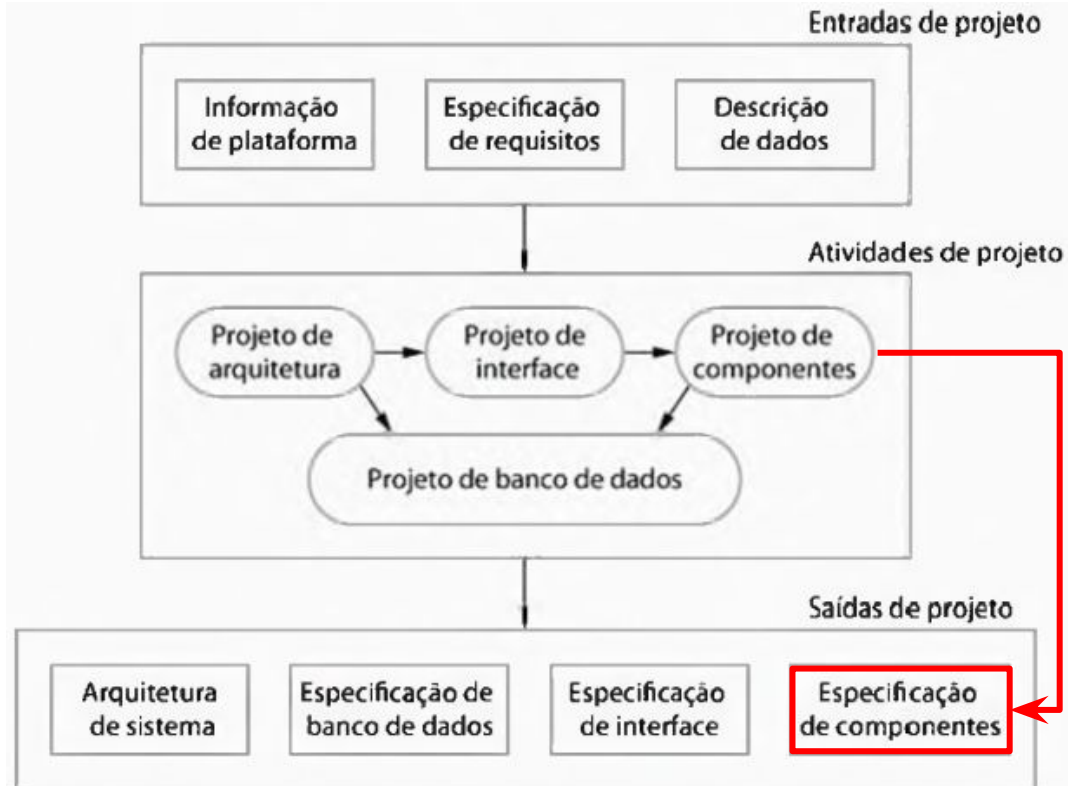 Entradas de projeto
Informação
de plataforma
Especificação
de requisitos
Descrição
de dados
Atividades de projeto
Projeto de
arquitetura
Projeto de
interface
Projeto de
componentes
Projeto de banco de dados
Saídas de projeto
Arquitetura
de sistema
Especificação de
banco de dados
Especificação
de interface
Especificação
de componentes